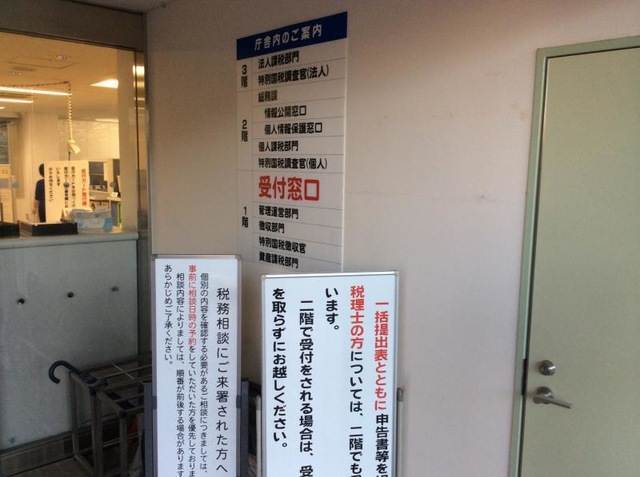 庁舎内のご案内
3階
法人課税部門
特別国税調査官(法人)
2階
総務課
情報公開窓口
個人情報保護窓口
個人課税部門
特別国税調査官(個人)
1階
受付窓口
管理運営部門
徴収部門
特別国税徴収官
資産課税部門
税務相談にご来署された方へ
個別の内容を確認する必要があるご相談につきましては、
事前に相談日時の予約をしていただいた方を優先しておりま
相談内容によりましては、順番が前後する場合があります
あらかじめご了承ください。
一括提出表とともに申告書等を
税理士の方については、二階でも
います。
二階で受付をされる場合は、受
を取らずにお越しください。